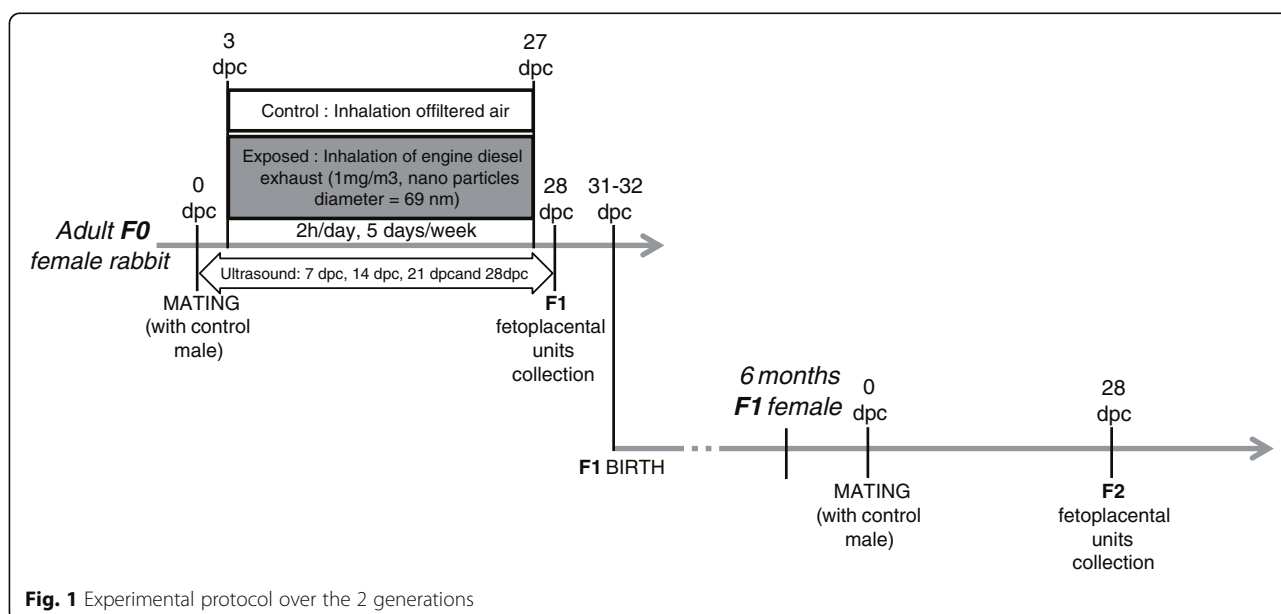 3
dpc
27
dpc
Control : Inhalation offiltered air
Exposed : Inhalation of engine diesel
exhaust (1mg/m3, nano particles
diameter = 69 nm)
0
dpc
28
dpc
31-32
dpc
2h/day, 5 days/week
Adult F0
female rabbit
Ultrasound: 7 dpc, 14 dpc, 21 dpcand 28dpc
MATING
(with control
male)
F1
fetoplacental
units
collection
6 months
F1 female
0
dpc
28
dpc
F1 BIRTH
MATING
(with control
male)
F2
fetoplacental
units
collection
Fig. 1 Experimental protocol over the 2 generations